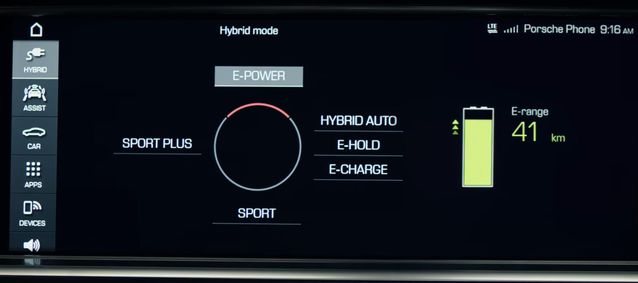 Hybrid mode
LTE
Porsche Phone 9:16 AM
HYBRID
ASSIST
CAR
APPS
DEVICES
E-POWER
SPORT PLUS
HYBRID AUTO
E-HOLD
E-CHARGE
SPORT
E-range
41 km